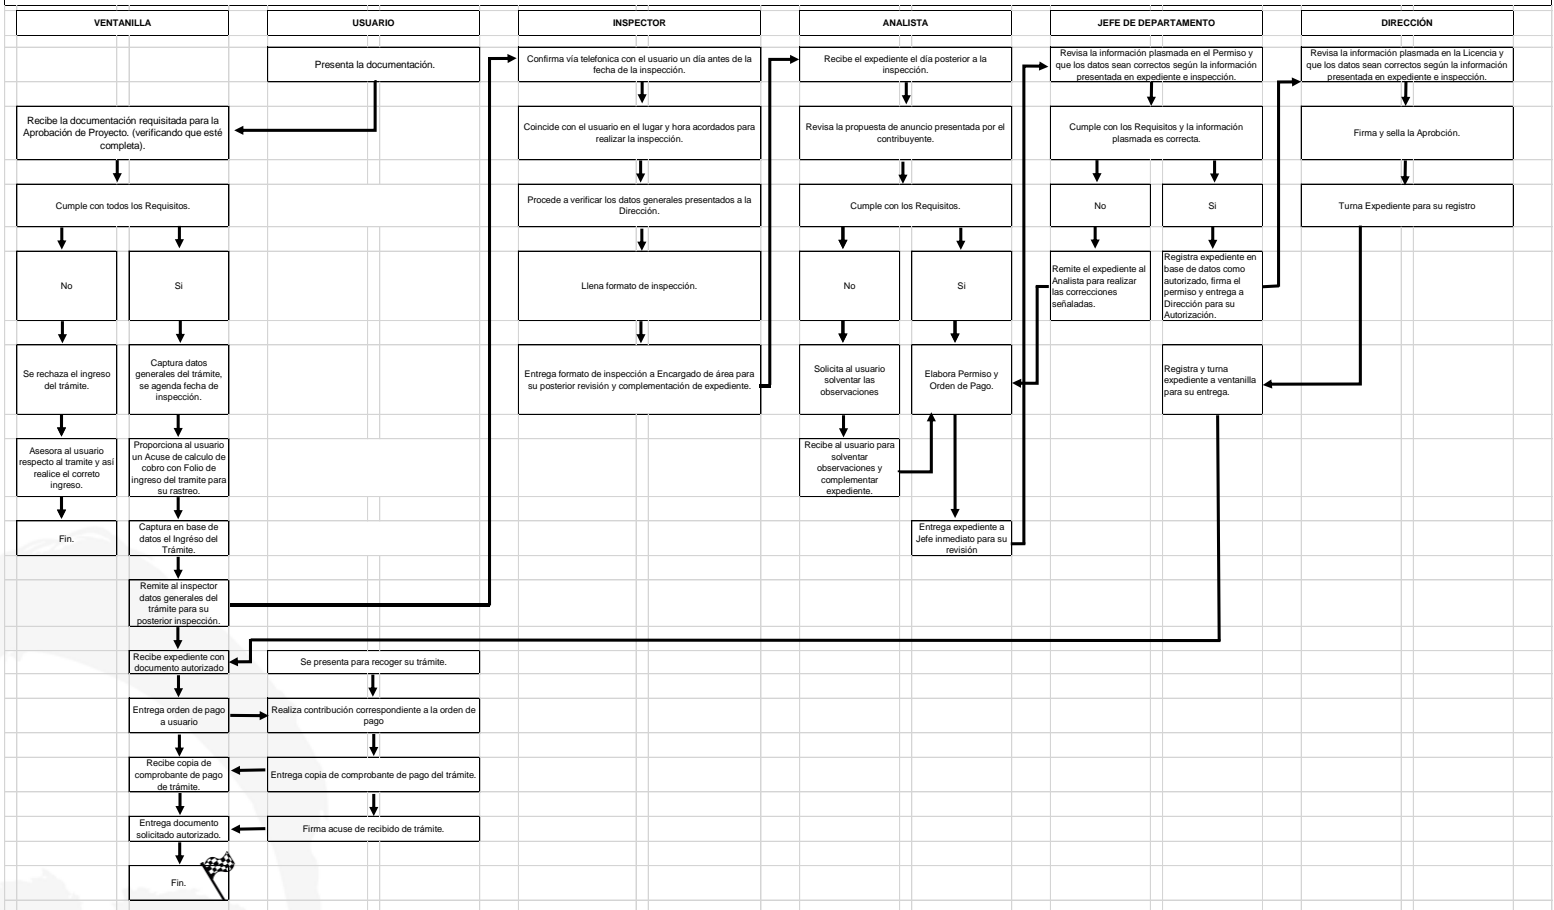 VENTANILLA
USUARIO
INSPECTOR
ANALISTA
JEFE DE DEPARTAMENTO
DIRECCIÓN
Presenta la documentación.
Recibe la documentación requisitada para la
Aprobación de Proyecto. (verificando que esté
completa).
Cumple con todos los Requisitos.
No
Si
Se rechaza el ingreso
del trámite.
Asesora al usuario
respecto al tramite y así
realice el correto
ingreso.
Fin.
Captura datos
generales del trámite,
se agenda fecha de
inspección.
Proporciona al usuario
un Acuse de calculo de
cobro con Folio de
ingreso del tramite para
su rastreo.
Captura en base de
datos el Ingréso del
Trámite.
Remite al inspector
datos generales del
trámite para su
posterior inspección.
Recibe expediente con
documento autorizado
Entrega orden de pago
a usuario
Recibe copia de
comprobante de pago
de trámite.
Entrega documento
solicitado autorizado.
Fin.
Se presenta para recoger su trámite.
Realiza contribución correspondiente a la orden de
pago
Entrega copia de comprobante de pago del trámite.
Firma acuse de recibido de trámite.
Confirma vía telefonica con el usuario un día antes de la
fecha de la inspección.
Coincide con el usuario en el lugar y hora acordados para
realizar la inspección.
Procede a verificar los datos generales presentados a la
Dirección.
Llena formato de inspección.
Entrega formato de inspección a Encargado de área para
su posterior revisión y complementación de expediente.
Recibe el expediente el día posterior a la
inspección.
Revisa la propuesta de anuncio presentada por el
contribuyente.
Cumple con los Requisitos.
No
Si
Solicita al usuario
solventar las
observaciones
Recibe al usuario para
solventar
observaciones y
complementar
expediente.
Elabora Permiso y
Orden de Pago.
Entrega expediente a
Jefe inmediato para su
revisión
Revisa la información plasmada en el Permiso y
que los datos sean correctos según la información
presentada en expediente e inspección.
Cumple con los Requisitos y la información
plasmada es correcta.
No
Si
Remite el expediente al
Analista para realizar
las correcciones
señaladas.
Registra expediente en
base de datos como
autorizado, firma el
permiso y entrega a
Dirección para su
Autorización.
Registra y turna
expediente a ventanilla
para su entrega.
Revisa la información plasmada en la Licencia y
que los datos sean correctos según la información
presentada en expediente e inspección.
Firma y sella la Aprobción.
Turna Expediente para su registro